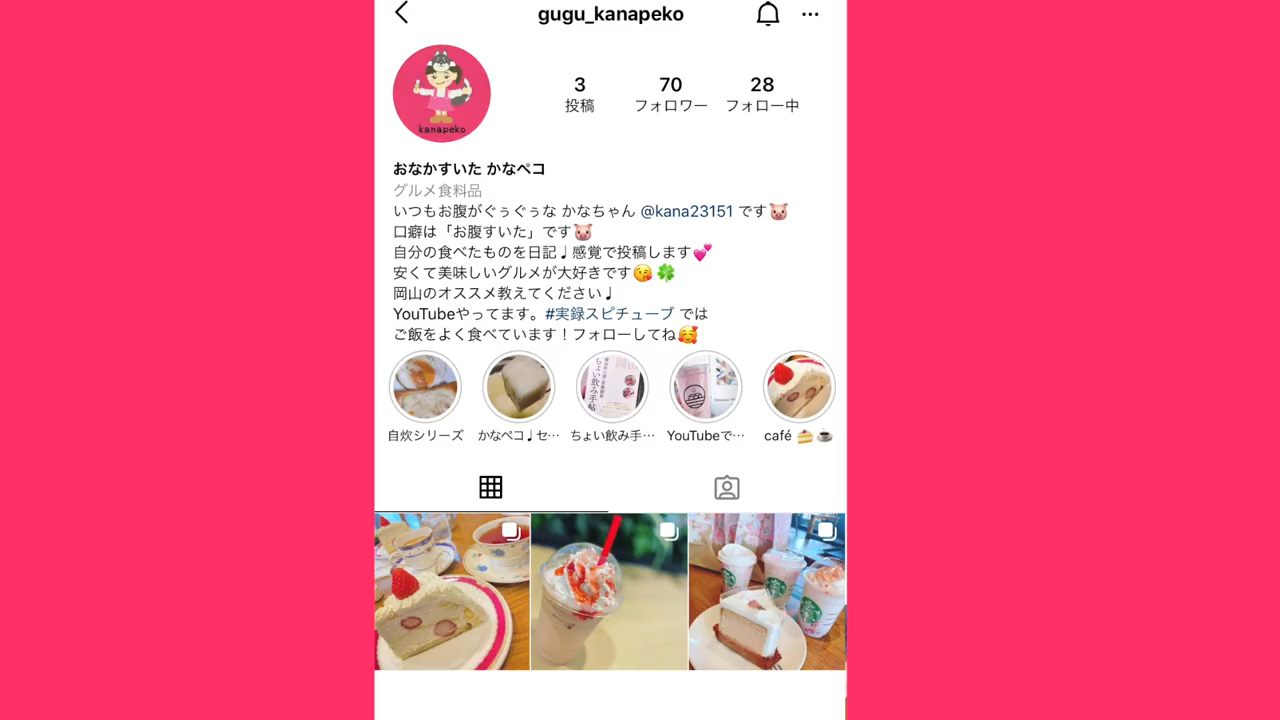 gugu_kanapeko
3
70
28
投稿
フォロワー
フォロー中
kanapeko
おなかすいた かなペコ
グルメ食料品
いつもお腹がぐぅぐぅな かなちゃん @kana23151 です🐷
口癖は「お腹すいた」です🐷
自分の食べたものを日記♩感覚で投稿します💕
安くて美味しいグルメが大好きです😘🍀
岡山のオススメ教えてください♩
YouTubeやってます。#実録スピチューブ では
ご飯をよく食べています！フォローしてね🥰
ちょい飲み手帖
自炊シリーズ
かなペコ♩セ…
ちょい飲み手…
YouTubeで…
café 🍰☕